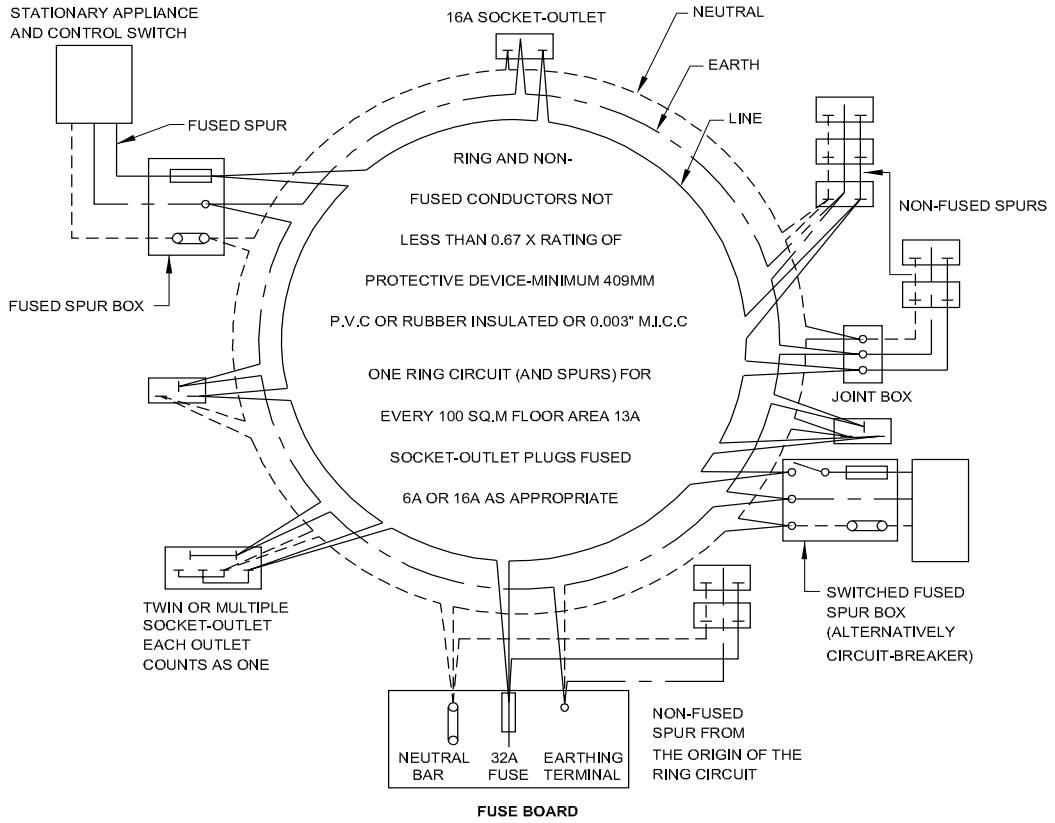 STATIONARY APPLIANCE
AND CONTROL SWITCH
16A SOCKET-OUTLET
NEUTRAL
EARTH
LINE
FUSED SPUR
NON-FUSED SPURS
FUSED SPUR BOX
RING AND NON-
FUSED CONDUCTORS NOT
LESS THAN 0.67 X RATING OF
PROTECTIVE DEVICE-MINIMUM 409MM
P.V.C OR RUBBER INSULATED OR 0.003" M.I.C.C
ONE RING CIRCUIT (AND SPURS) FOR
EVERY 100 SQ.M FLOOR AREA 13A
SOCKET-OUTLET PLUGS FUSED
6A OR 16A AS APPROPRIATE
JOINT BOX
TWIN OR MULTIPLE
SOCKET-OUTLET
EACH OUTLET
COUNTS AS ONE
SWITCHED FUSED
SPUR BOX
(ALTERNATIVELY
CIRCUIT-BREAKER)
NEUTRAL
BAR
32A
FUSE
EARTHING
TERMINAL
NON-FUSED
SPUR FROM
THE ORIGIN OF THE
RING CIRCUIT
FUSE BOARD